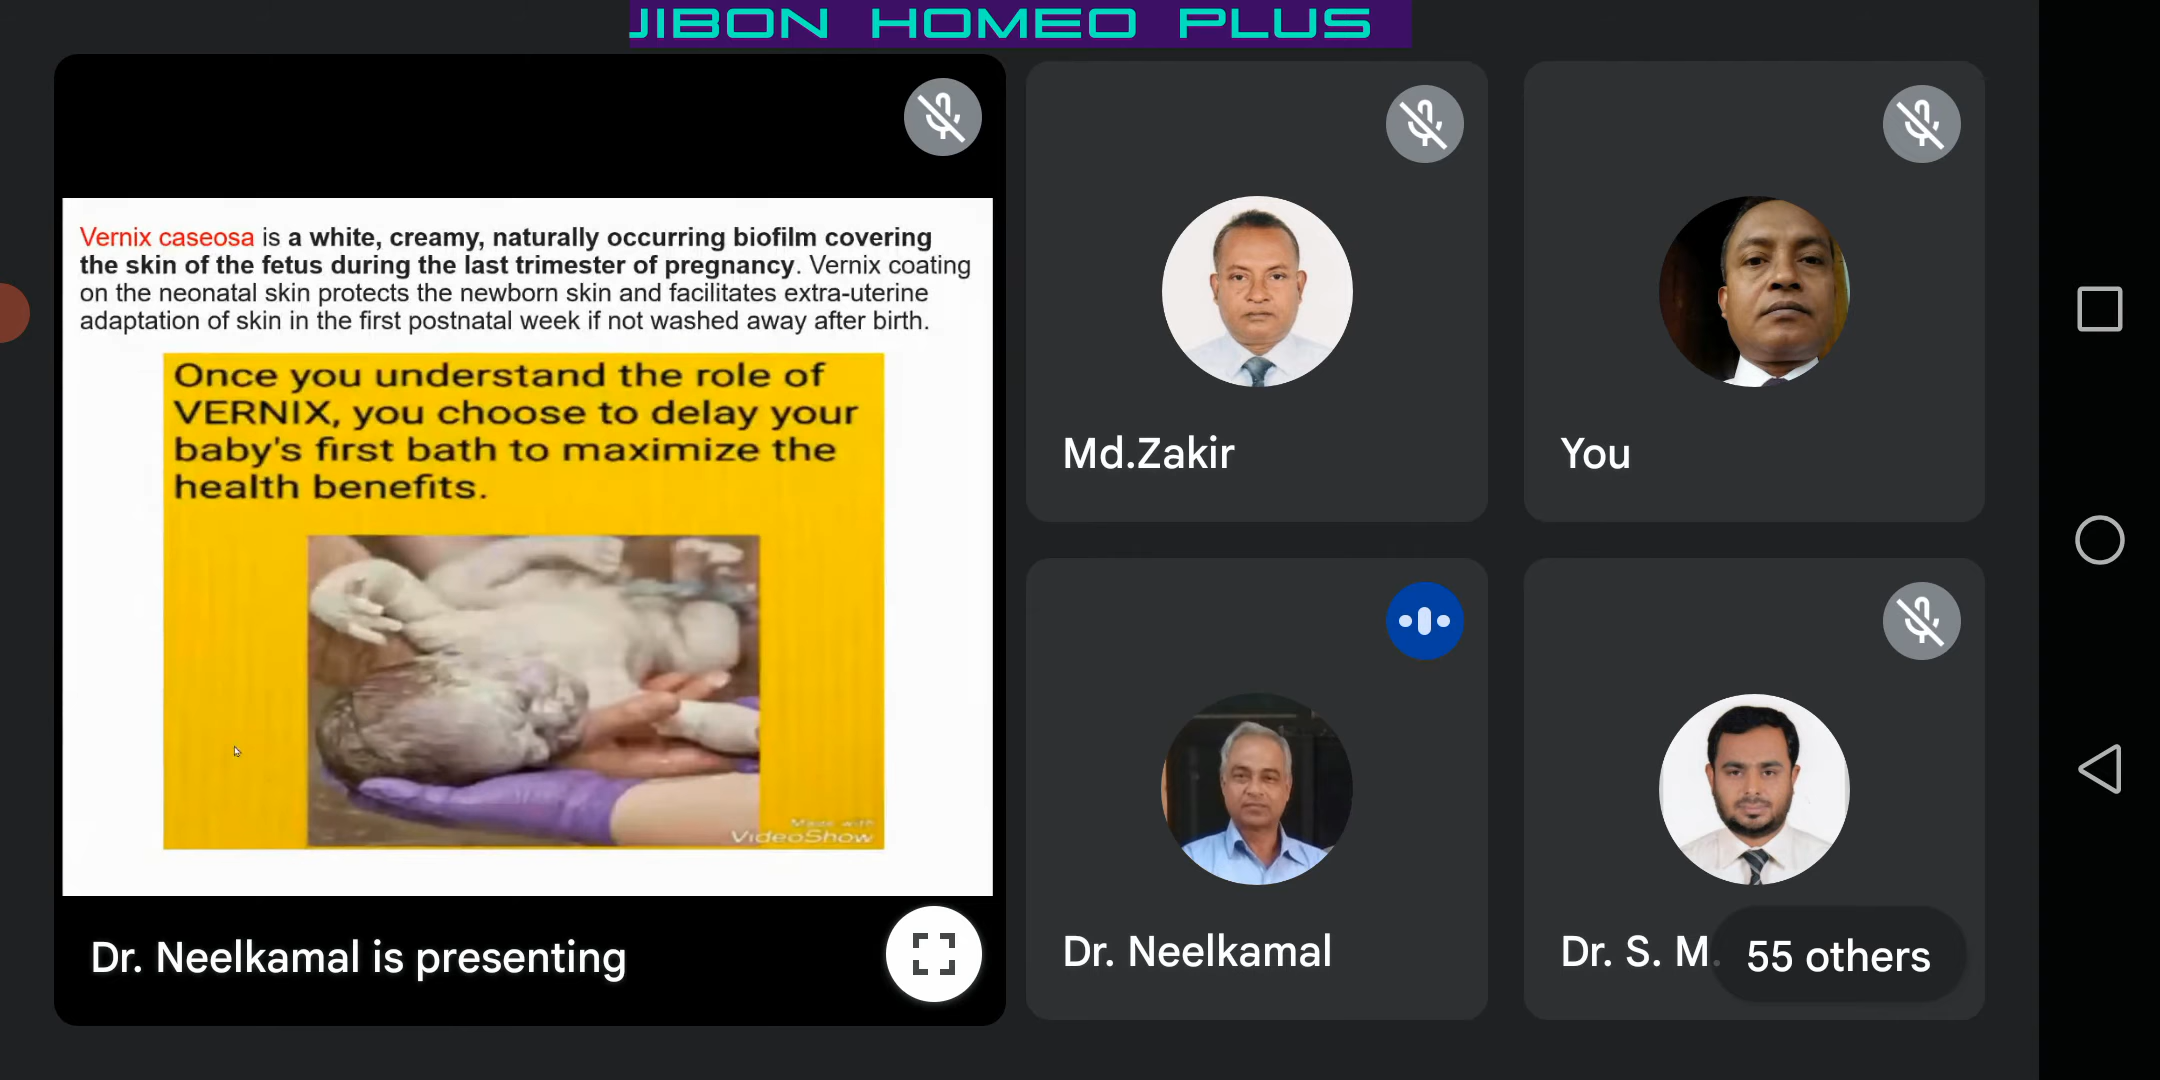 JIBON HOMEO PLUS
Vernix caseosa is a white, creamy, naturally occurring biofilm covering
the skin of the fetus during the last trimester of pregnancy. Vernix coating
on the neonatal skin protects the newborn skin and facilitates extra-uterine
adaptation of skin in the first postnatal week if not washed away after birth.
Once you understand the role of
VERNIX, you choose to delay your
baby's first bath to maximize the
health benefits.
Made with
VideoShow
Dr. Neelkamal is presenting
Md.Zakir
You
Dr. Neelkamal
Dr. S. M.
55 others